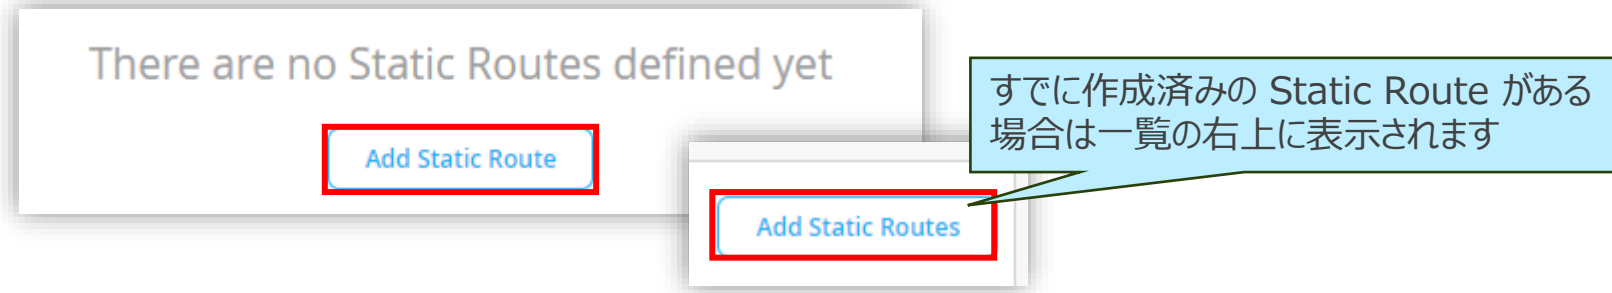 There are no Static Routes defined yet
Add Static Route
すでに作成済みの Static Route がある
場合は一覧の右上に表示されます
Add Static Routes